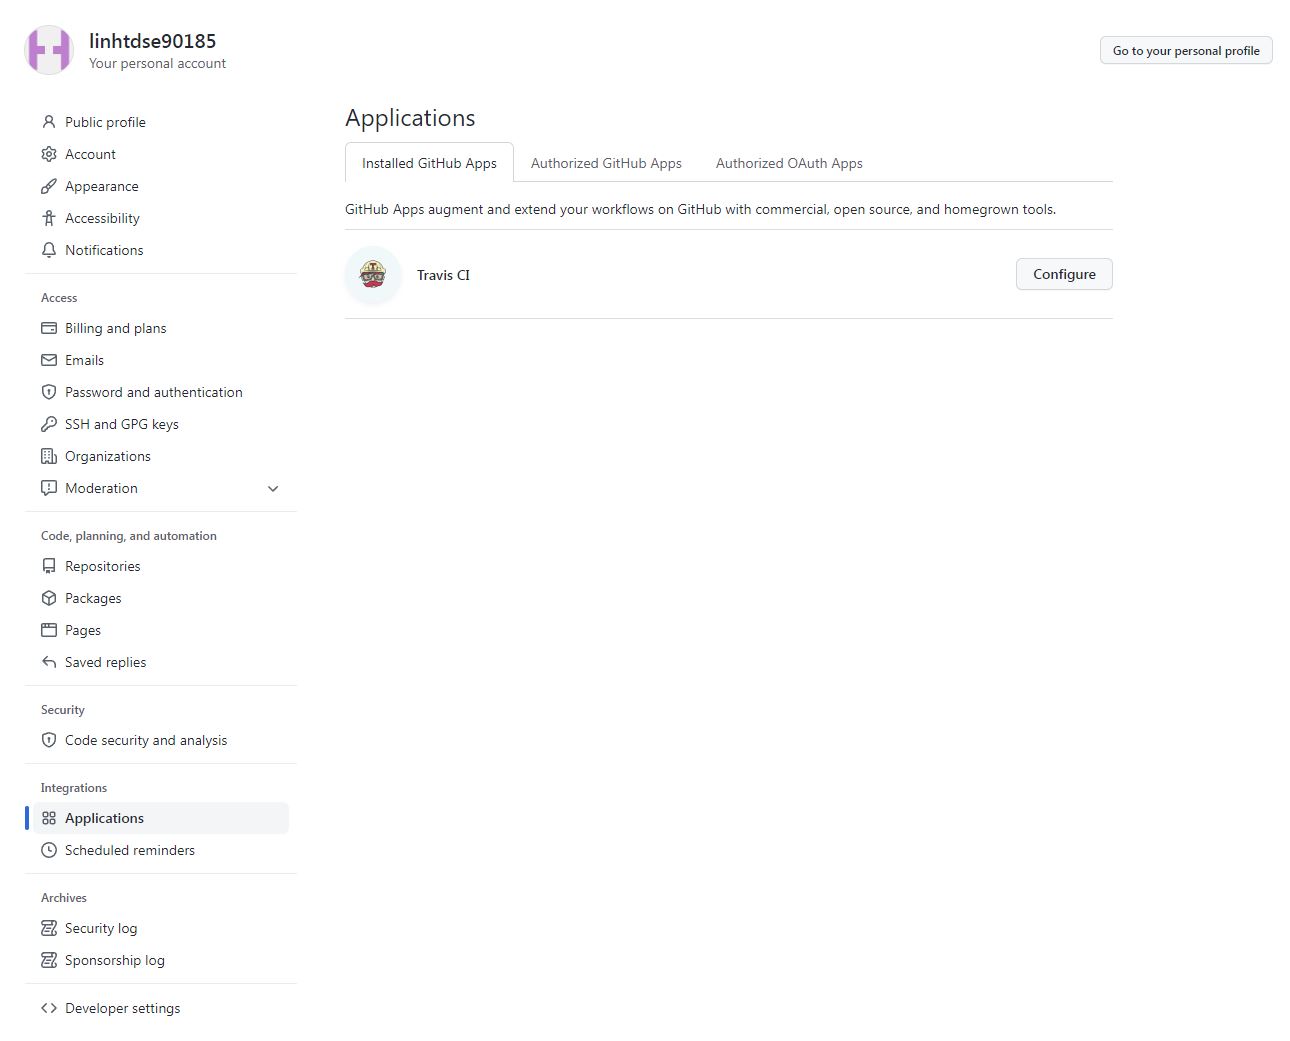 linhtdse90185
Your personal account
Go to your personal profile
Public profile
Account
Appearance
Accessibility
Notifications
Access
Billing and plans
Emails
Password and authentication
SSH and GPG keys
Organizations
Moderation
Code, planning, and automation
Repositories
Packages
Pages
Saved replies
Security
Code security and analysis
Integrations
Applications
Scheduled reminders
Archives
Security log
Sponsorship log
Developer settings
Applications
Installed GitHub Apps
Authorized GitHub Apps
Authorized OAuth Apps
GitHub Apps augment and extend your workflows on GitHub with commercial, open source, and homegrown tools.
Travis CI
Configure